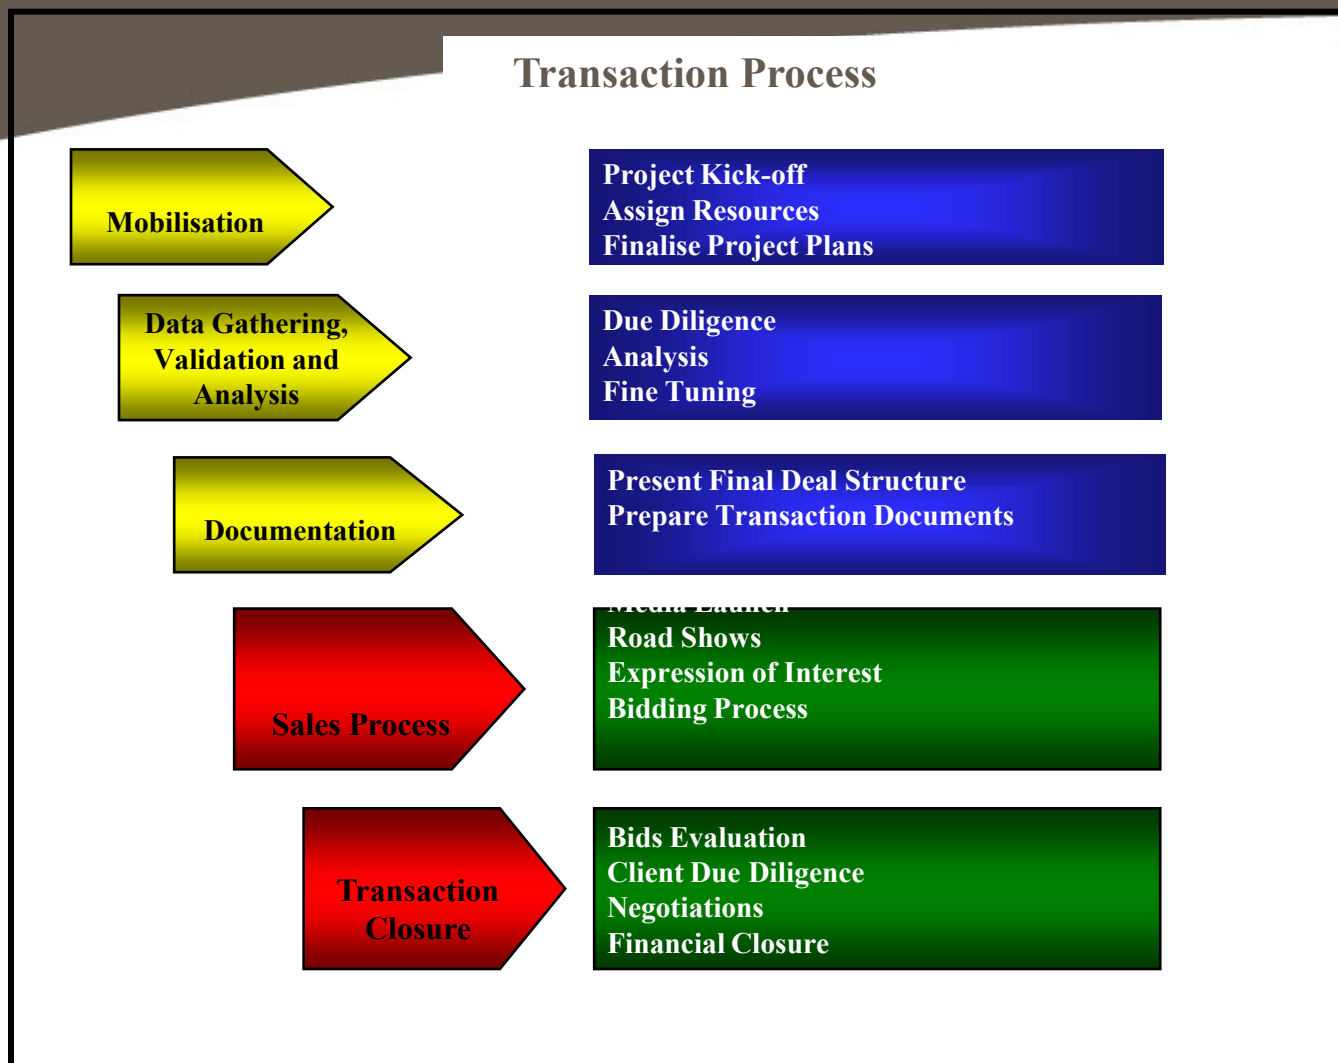 Transaction Process
Mobilisation
Project Kick-off
Assign Resources
Finalise Project Plans
Data Gathering,
Validation and
Analysis
Due Diligence
Analysis
Fine Tuning
Documentation
Present Final Deal Structure
Prepare Transaction Documents
Sales Process
Media Launch
Road Shows
Expression of Interest
Bidding Process
Transaction
Closure
Bids Evaluation
Client Due Diligence
Negotiations
Financial Closure